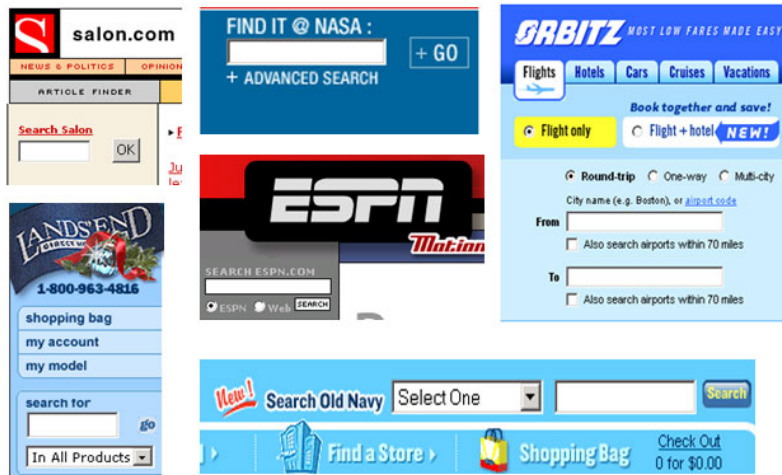 salon.com
NEWS & POLITICS
OPINION
ARTICLE FINDER
Search Salon
OK
FIND IT @ NASA :
+ GO
+ ADVANCED SEARCH
ORBITZ MOST LOW FARES MADE EASY
Flights Hotels Cars Cruises Vacations
Book together and save!
Flight only Flight + hotel NEW!
Round-trip One-way Multi-city
City name (e.g. Boston), or airport code
From
Also search airports within 70 miles
To
Also search airports within 70 miles
ESPN
Motion
SEARCH ESPN.COM
ESPN Web SEARCH
LANDS' END
DIRECT
1-800-963-4816
shopping bag
my account
my model
search for
go
In All Products
New! Search Old Navy Select One Search
Find a Store Shopping Bag Check Out
0 for $0.00